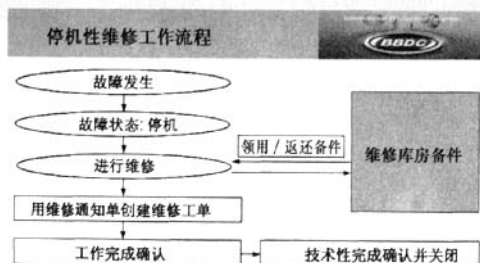 停机性维修工作流程
BBDC
故障发生
故障状态:停机
领用/返还备件
进行维修
维修库房备件
用维修通知单创建维修工单
工作完成确认
技术性完成确认并关闭